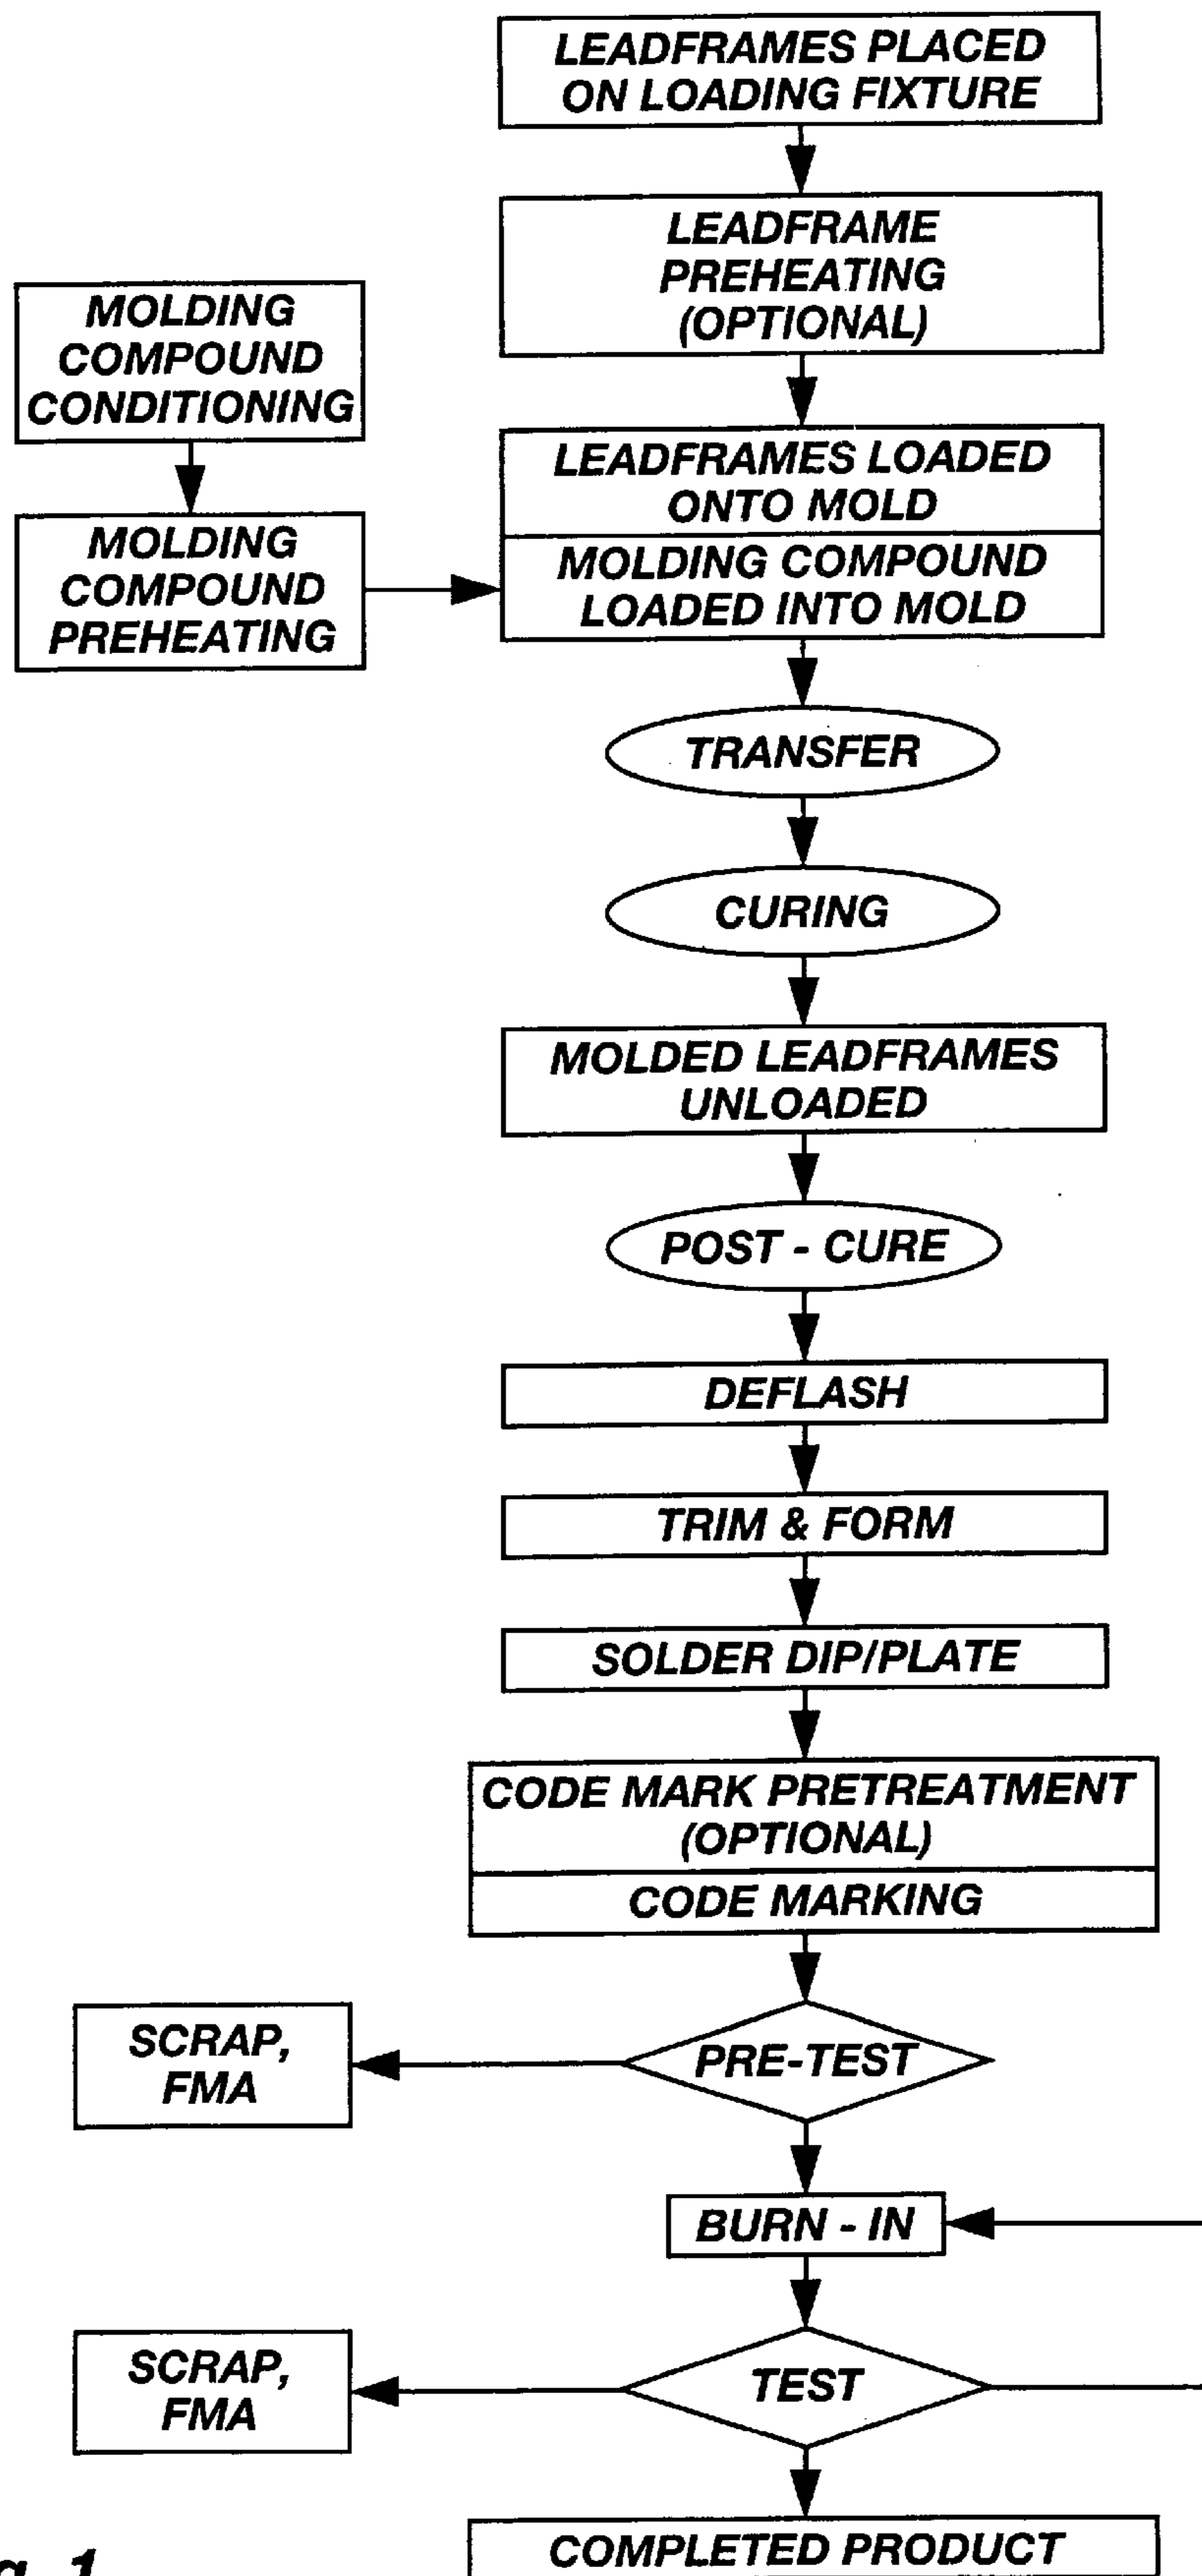 LEADFRAMES PLACED
ON LOADING FIXTURE
LEADFRAME
PREHEATING
(OPTIONAL)
MOLDING
COMPOUND
CONDITIONING
LEADFRAMES LOADED
ONTO MOLD
MOLDING
COMPOUND
PREHEATING
MOLDING COMPOUND
LOADED INTO MOLD
TRANSFER
CURING
MOLDED LEADFRAMES
UNLOADED
POST - CURE
DEFLASH
TRIM & FORM
SOLDER DIP/PLATE
CODE MARK PRETREATMENT
(OPTIONAL)
CODE MARKING
PRE-TEST
SCRAP,
FMA
BURN - IN
TEST
SCRAP,
FMA
COMPLETED PRODUCT
1